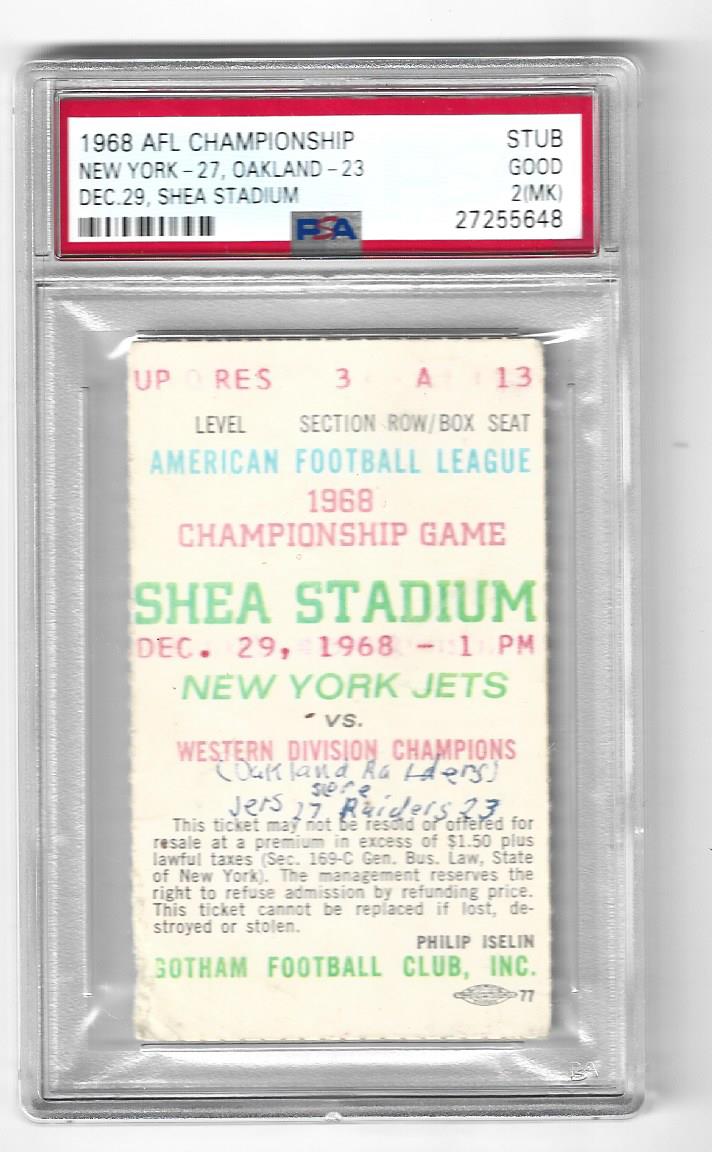 1968 AFL CHAMPIONSHIP STUB
NEW YORK - 27, OAKLAND - 23 GOOD
DEC.29, SHEA STADIUM 2(MK)
PSA 27255648
UP RES 3 A 13
LEVEL SECTION ROW/BOX SEAT
AMERICAN FOOTBALL LEAGUE
1968
CHAMPIONSHIP GAME
SHEA STADIUM
DEC. 29, 1968 - 1 PM
NEW YORK JETS
VS.
WESTERN DIVISION CHAMPIONS
(Oakland Raiders)
score
Jets 27 Raiders 23
This ticket may not be resold or offered for
resale at a premium in excess of $1.50 plus
lawful taxes (Sec. 169-C Gen. Bus. Law, State
of New York). The management reserves the
right to refuse admission by refunding price.
This ticket cannot be replaced if lost, de-
stroyed or stolen.
PHILIP ISELIN
GOTHAM FOOTBALL CLUB, INC.
77